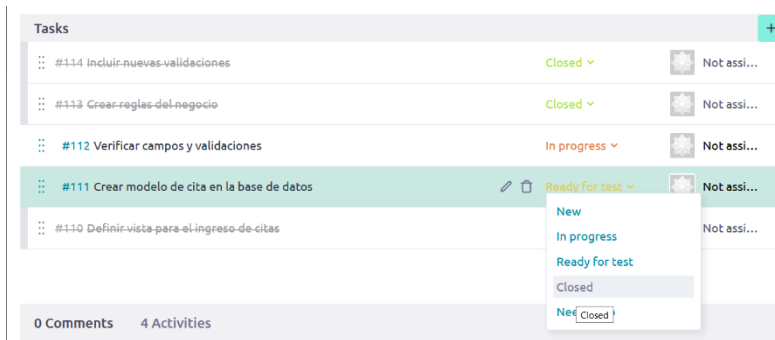 Tasks
+
#114 Incluir nuevas validaciones Closed Not assi...
#113 Crear reglas del negocio Closed Not assi...
#112 Verificar campos y validaciones In progress Not assi...
#111 Crear modelo de cita en la base de datos Ready for test Not assi...
#110 Definir vista para el ingreso de citas Not assi...
New
In progress
Ready for test
Closed
Closed
0 Comments 4 Activities